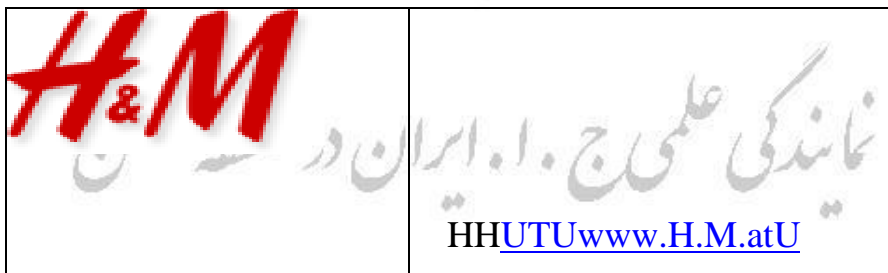 H&M
نمایندگی علمی ج . ا . ایران در
HHUTUwww.H.M.atU